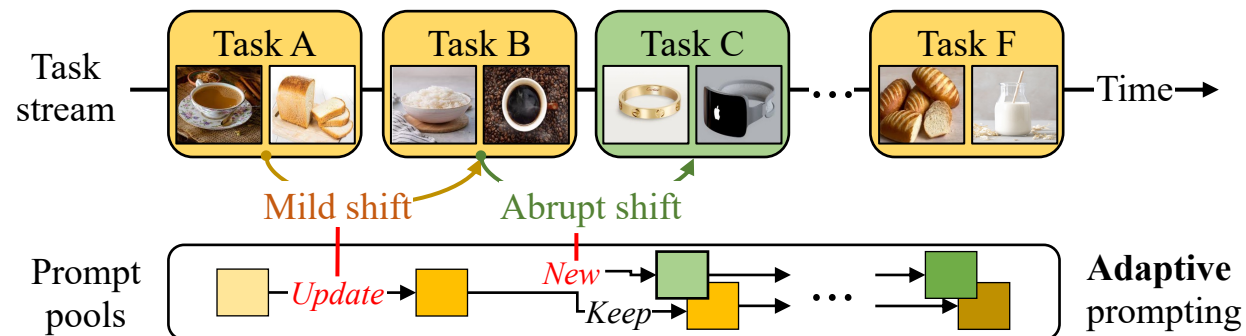 Task A
Task B
Task C
Task F
Task
stream
...
Time
Mild shift
Abrupt shift
Prompt
pools
Update
New
Keep
...
Adaptive
prompting